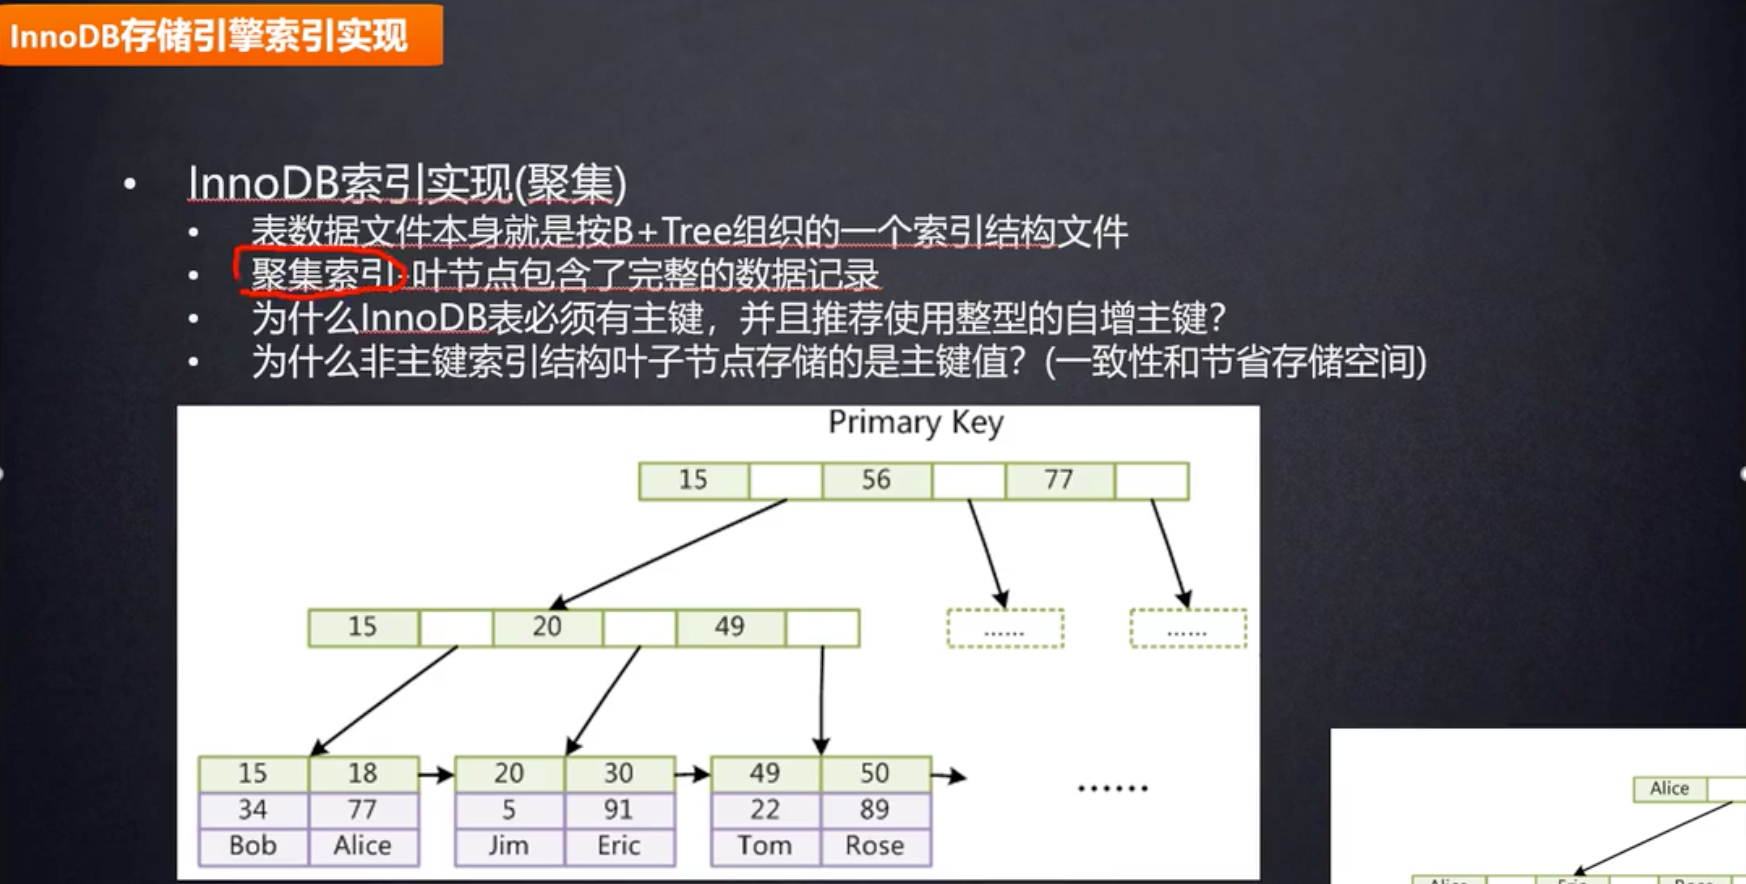 InnoDB存储引擎索引实现
• InnoDB索引实现(聚集)
• 表数据文件本身就是按B+Tree组织的一个索引结构文件
• 聚集索引-叶节点包含了完整的数据记录
• 为什么InnoDB表必须有主键，并且推荐使用整型的自增主键？
• 为什么非主键索引结构叶子节点存储的是主键值？(一致性和节省存储空间)
Primary Key
15 56 77
15 20 49 ...... ......
15 18 20 30 49 50
34 77 5 91 22 89 ......
Bob Alice Jim Eric Tom Rose
Alice
Alice Eric Rose